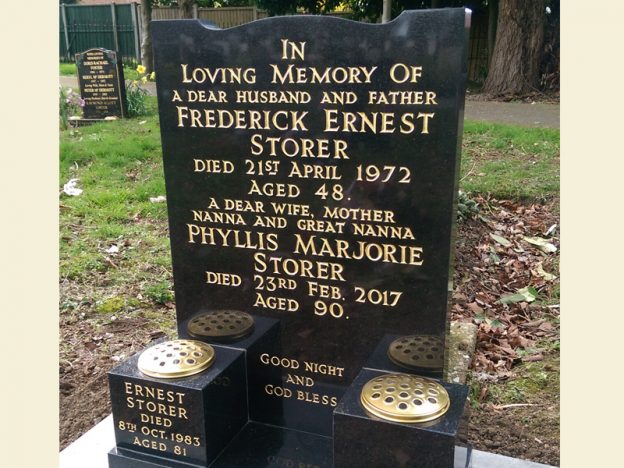 IN
LOVING MEMORY OF
A DEAR HUSBAND AND FATHER
FREDERICK ERNEST
STORER
DIED 21ST APRIL 1972
AGED 48.
A DEAR WIFE, MOTHER
NANNA AND GREAT NANNA
PHYLLIS MARJORIE
STORER
DIED 23RD FEB. 2017
AGED 90.
GOOD NIGHT
AND
GOD BLESS
ERNEST
STORER
DIED
8TH OCT. 1983
AGED 81